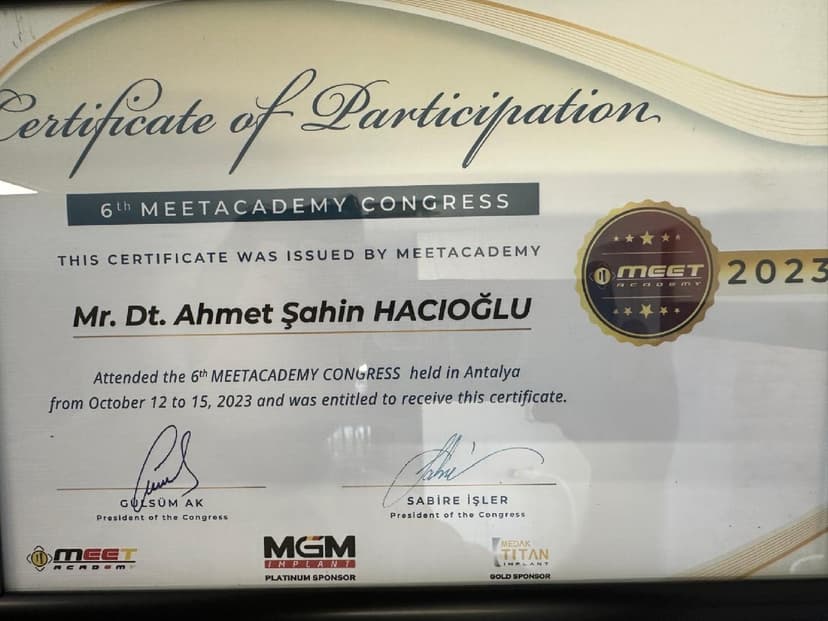 Certificate of Participation
6th MEETACADEMY CONGRESS
THIS CERTIFICATE WAS ISSUED BY MEETACADEMY
MEET
ACADEMY
2023
Mr. Dt. Ahmet Şahin HACIOĞLU
Attended the 6th MEETACADEMY CONGRESS held in Antalya
from October 12 to 15, 2023 and was entitled to receive this certificate.
GÜLSÜM AK
President of the Congress
SABİRE İŞLER
President of the Congress
MEET
ACADEMY
MGM
IMPLANT
PLATINUM SPONSOR
MEDAK
TITAN
IMPLANT
GOLD SPONSOR